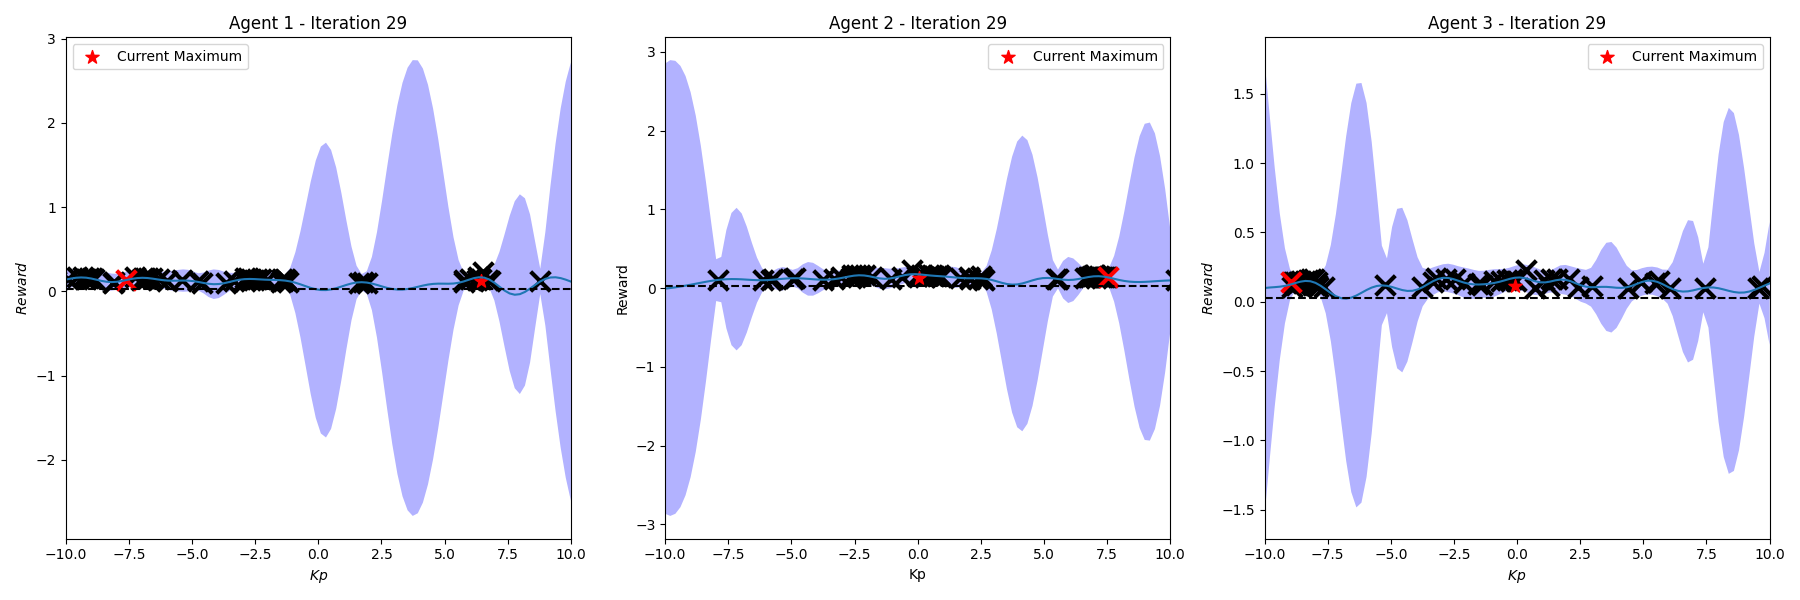 Agent 1 - Iteration 29
Current Maximum
3
2
1
0
−1
−2
Reward
−10.0 −7.5 −5.0 −2.5 0.0 2.5 5.0 7.5 10.0
Kp
Agent 2 - Iteration 29
Current Maximum
3
2
1
0
−1
−2
−3
Reward
−10.0 −7.5 −5.0 −2.5 0.0 2.5 5.0 7.5 10.0
Kp
Agent 3 - Iteration 29
Current Maximum
1.5
1.0
0.5
0.0
−0.5
−1.0
−1.5
Reward
−10.0 −7.5 −5.0 −2.5 0.0 2.5 5.0 7.5 10.0
Kp